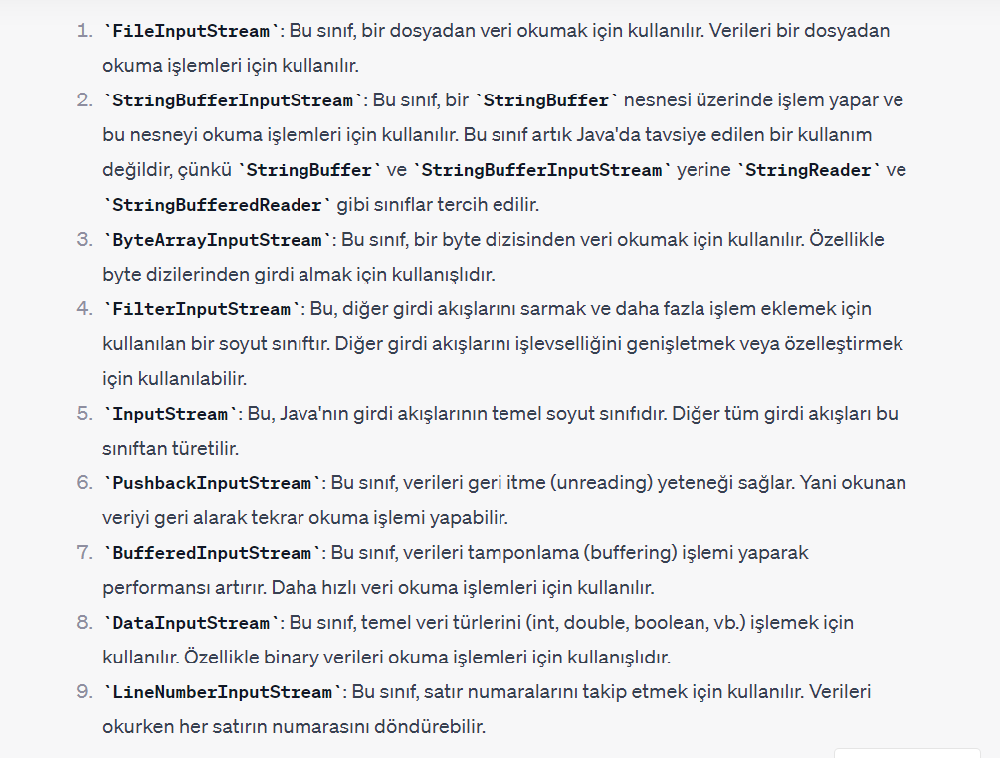 1. `FileInputStream`: Bu sınıf, bir dosyadan veri okumak için kullanılır. Verileri bir dosyadan
okuma işlemleri için kullanılır.
2. `StringBufferInputStream`: Bu sınıf, bir `StringBuffer` nesnesi üzerinde işlem yapar ve
bu nesneyi okuma işlemleri için kullanılır. Bu sınıf artık Java'da tavsiye edilen bir kullanım
değildir, çünkü `StringBuffer` ve `StringBufferInputStream` yerine `StringReader` ve
`StringBufferedReader` gibi sınıflar tercih edilir.
3. `ByteArrayInputStream`: Bu sınıf, bir byte dizisinden veri okumak için kullanılır. Özellikle
byte dizilerinden girdi almak için kullanışlıdır.
4. `FilterInputStream`: Bu, diğer girdi akışlarını sarmak ve daha fazla işlem eklemek için
kullanılan bir soyut sınıftır. Diğer girdi akışlarını işlevselliğini genişletmek veya özelleştirmek
için kullanılabilir.
5. `InputStream`: Bu, Java'nın girdi akışlarının temel soyut sınıfıdır. Diğer tüm girdi akışları bu
sınıftan türetilir.
6. `PushbackInputStream`: Bu sınıf, verileri geri itme (unreading) yeteneği sağlar. Yani okunan
veriyi geri alarak tekrar okuma işlemi yapabilir.
7. `BufferedInputStream`: Bu sınıf, verileri tamponlama (buffering) işlemi yaparak
performansı artırır. Daha hızlı veri okuma işlemleri için kullanılır.
8. `DataInputStream`: Bu sınıf, temel veri türlerini (int, double, boolean, vb.) işlemek için
kullanılır. Özellikle binary verileri okuma işlemleri için kullanışlıdır.
9. `LineNumberInputStream`: Bu sınıf, satır numaralarını takip etmek için kullanılır. Verileri
okurken her satırın numarasını döndürebilir.